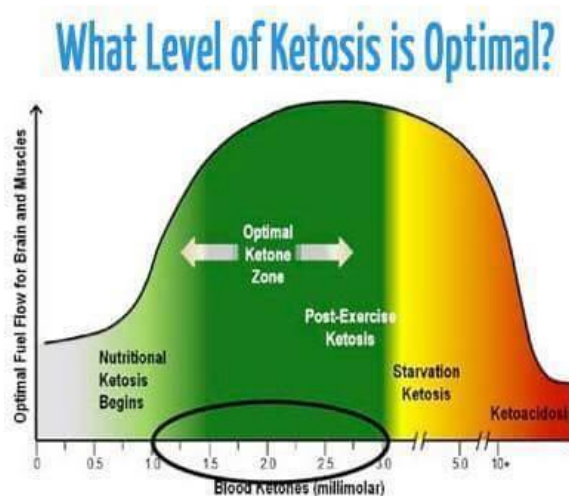 What Level of Ketosis is Optimal?
Optimal Fuel Flow for Brain and Muscles
Optimal
Ketone
Zone
Post-Exercise
Ketosis
Nutritional
Ketosis
Begins
Starvation
Ketosis
Ketoacidosis
0 0.5 1.0 1.5 2.0 2.5 3.0 5.0 10+
Blood Ketones (millimolar)